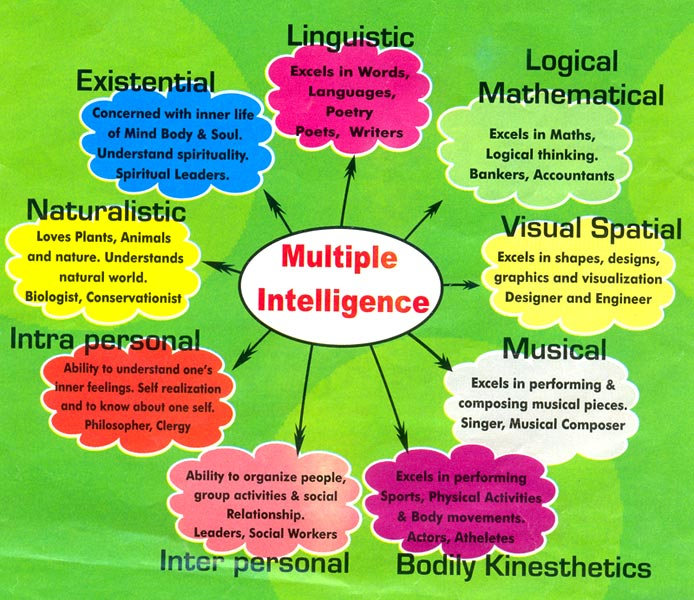 Multiple
Intelligence
Linguistic
Excels in Words,
Languages,
Poetry
Poets, Writers
Logical
Mathematical
Excels in Maths,
Logical thinking.
Bankers, Accountants
Visual Spatial
Excels in shapes, designs,
graphics and visualization
Designer and Engineer
Musical
Excels in performing &
composing musical pieces.
Singer, Musical Composer
Excels in performing
Sports, Physical Activities
& Body movements.
Actors, Atheletes
Bodily Kinesthetics
Ability to organize people,
group activities & social
Relationship.
Leaders, Social Workers
Inter personal
Intra personal
Ability to understand one's
inner feelings. Self realization
and to know about one self.
Philosopher, Clergy
Naturalistic
Loves Plants, Animals
and nature. Understands
natural world.
Biologist, Conservationist
Existential
Concerned with inner life
of Mind Body & Soul.
Understand spirituality.
Spiritual Leaders.